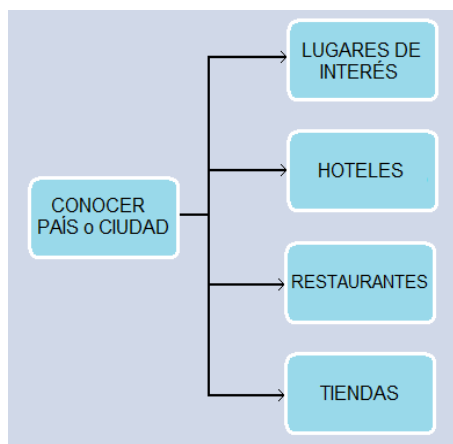 LUGARES DE
INTERÉS
HOTELES
CONOCER
PAÍS o CIUDAD
RESTAURANTES
TIENDAS